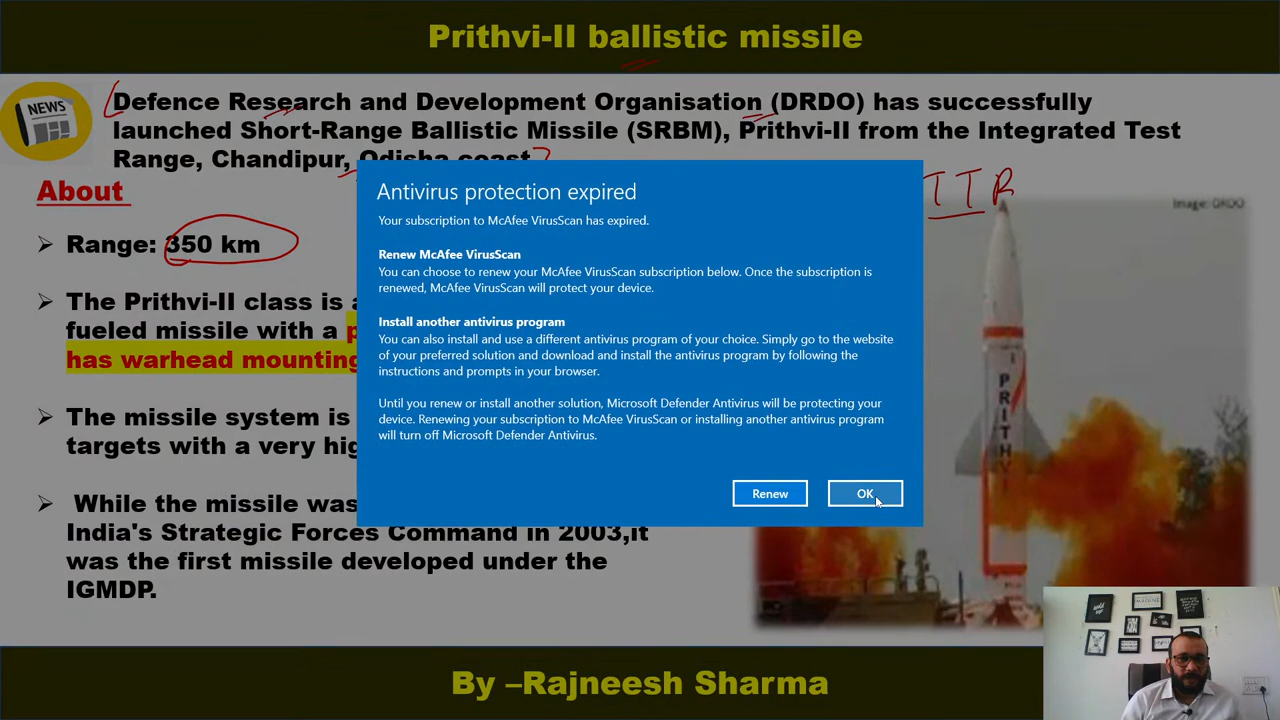 Prithvi-II ballistic missile
NEWS
Defence Research and Development Organisation (DRDO) has successfully
launched Short-Range Ballistic Missile (SRBM), Prithvi-II from the Integrated Test
Range, Chandipur, Odisha coast
ITR
Image: DRDO
About
Range: 350 km
The Prithvi-II class is a
fueled missile with a p
has warhead mounting
The missile system is
targets with a very hig
While the missile was
India's Strategic Forces Command in 2003,it
was the first missile developed under the
IGMDP.
Antivirus protection expired
Your subscription to McAfee VirusScan has expired.
Renew McAfee VirusScan
You can choose to renew your McAfee VirusScan subscription below. Once the subscription is
renewed, McAfee VirusScan will protect your device.
Install another antivirus program
You can also install and use a different antivirus program of your choice. Simply go to the website
of your preferred solution and download and install the antivirus program by following the
instructions and prompts in your browser.
Until you renew or install another solution, Microsoft Defender Antivirus will be protecting your
device. Renewing your subscription to McAfee VirusScan or installing another antivirus program
will turn off Microsoft Defender Antivirus.
Renew
OK
PRITHV
By –Rajneesh Sharma